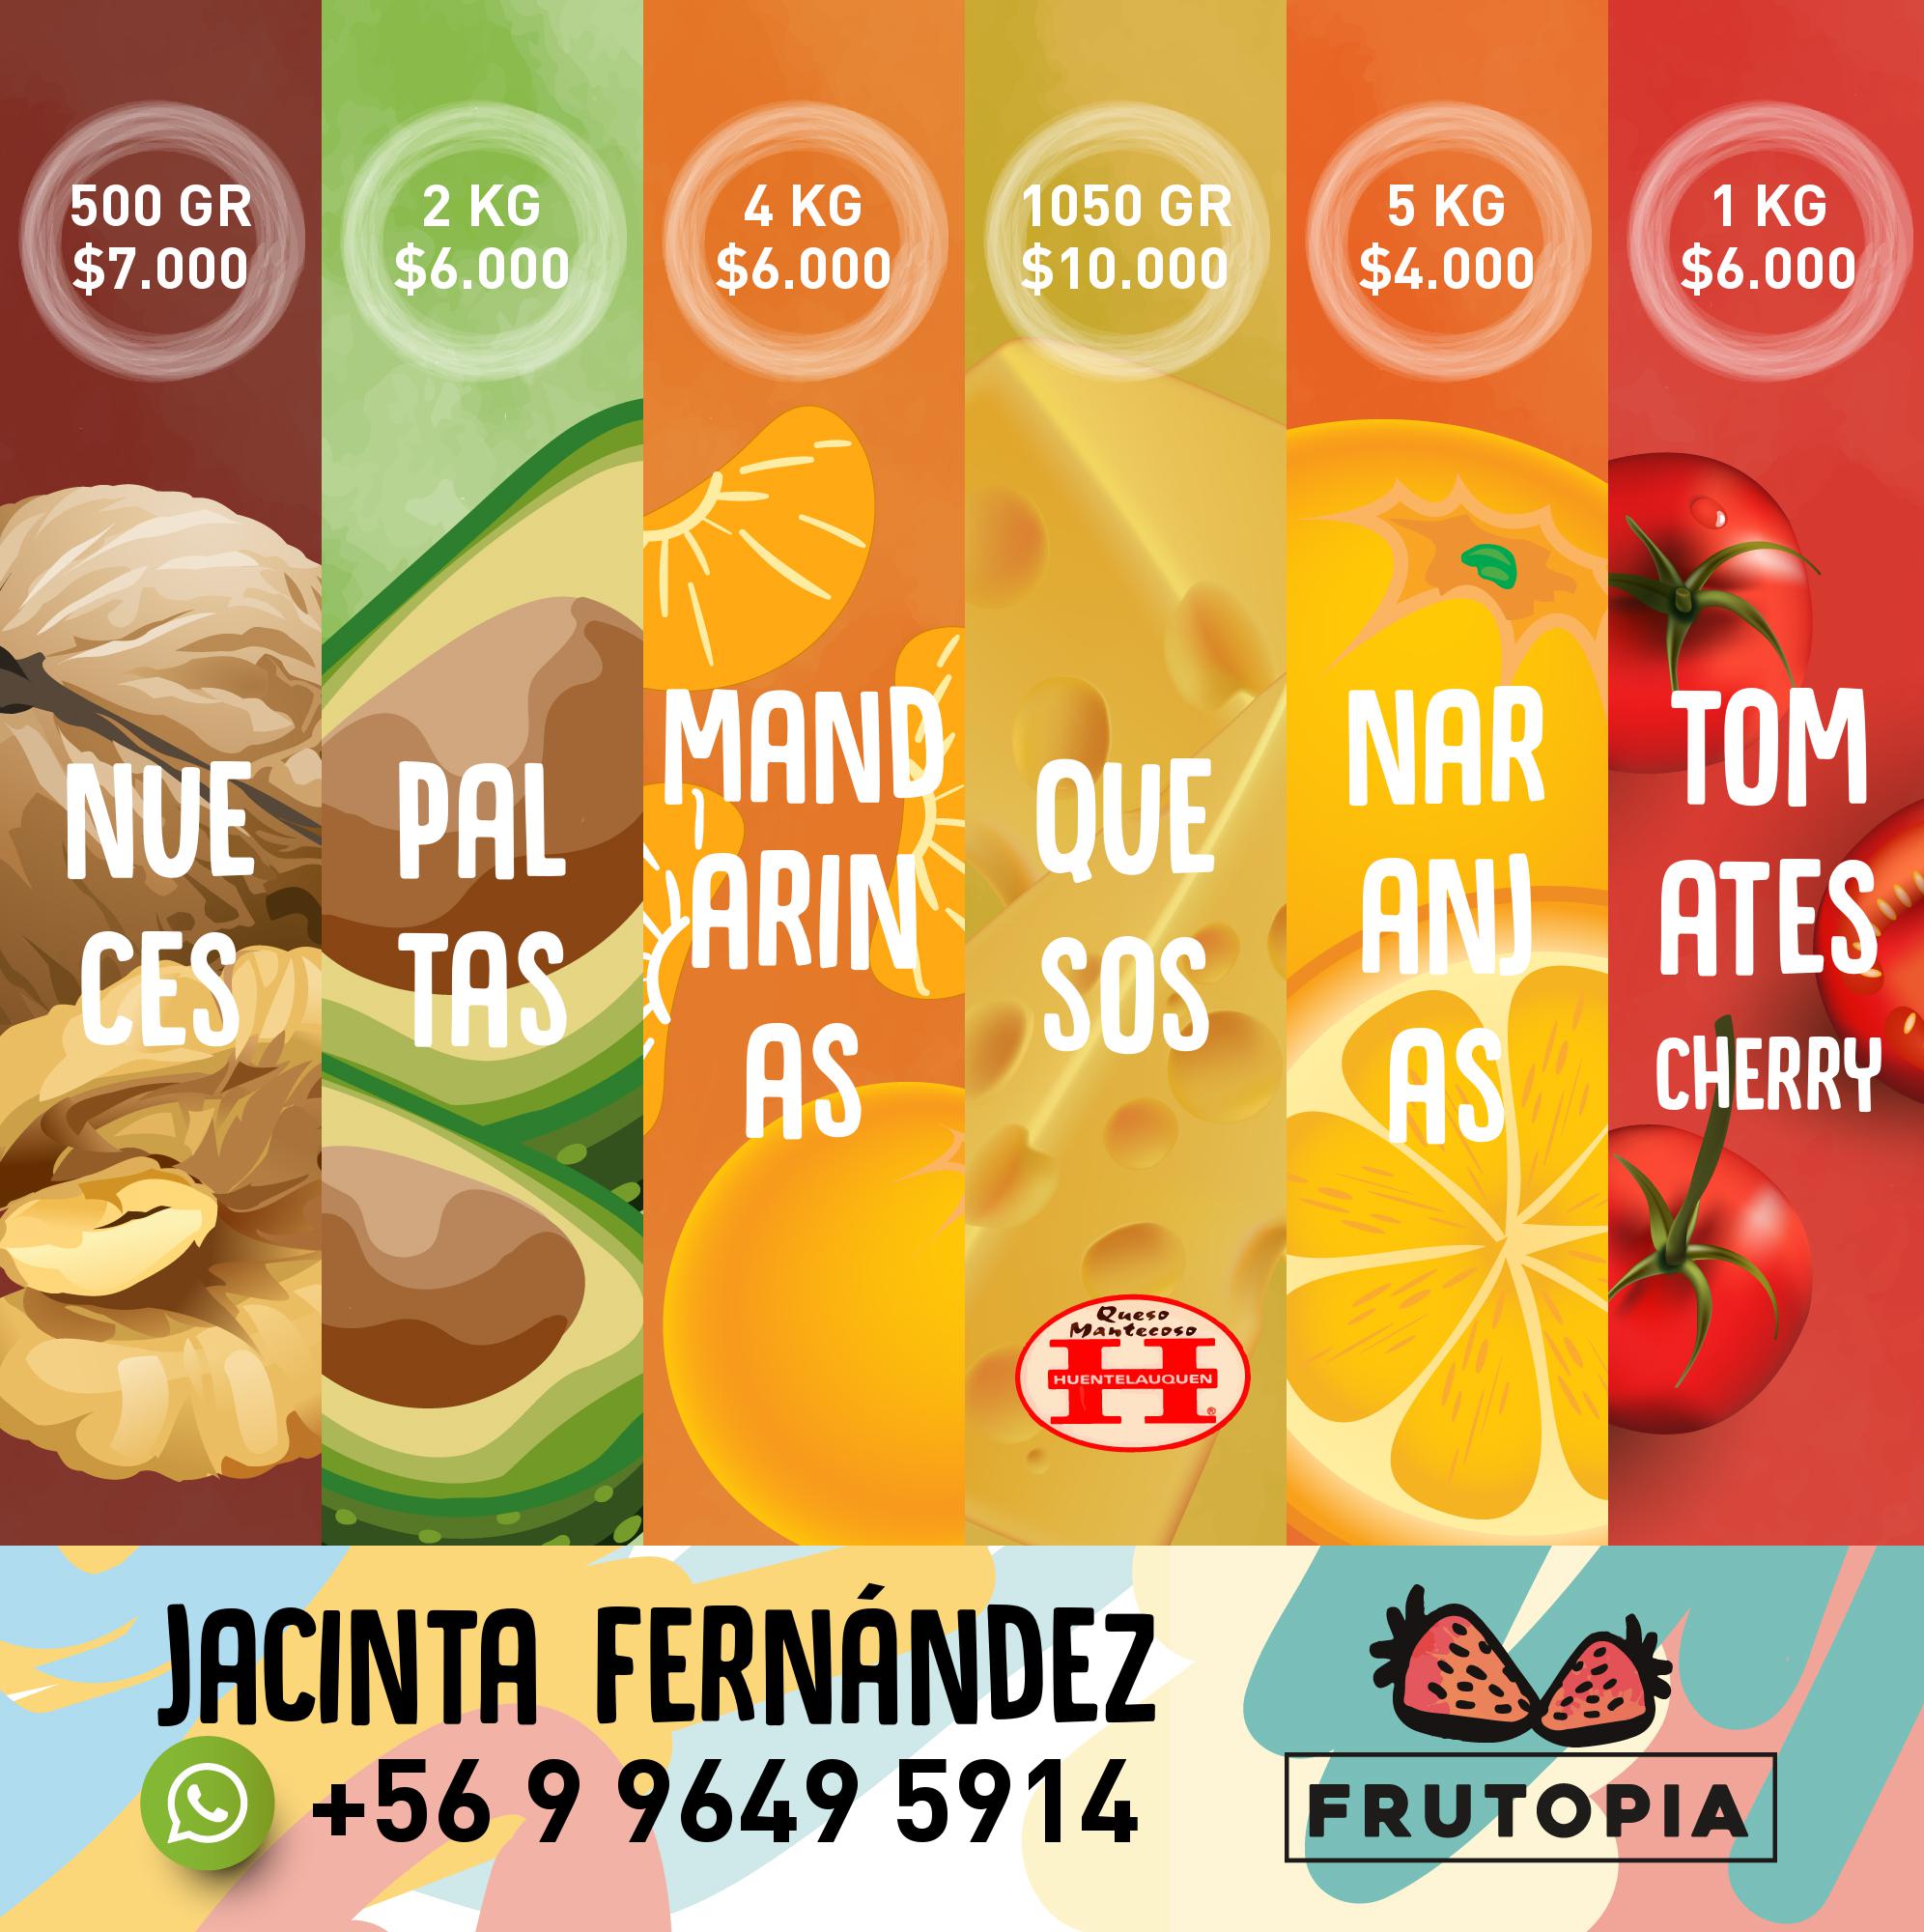 500 GR
$7.000
NUE
CES
2 KG
$6.000
PAL
TAS
4 KG
$6.000
MAND
ARIN
AS
1050 GR
$10.000
QUE
SOS
Queso
Mantecoso
H
HUENTELAUQUEN
®
5 KG
$4.000
NAR
ANJ
AS
1 KG
$6.000
TOM
ATES
CHERRY
JACINTA FERNÁNDEZ
+56 9 9649 5914
FRUTOPIA